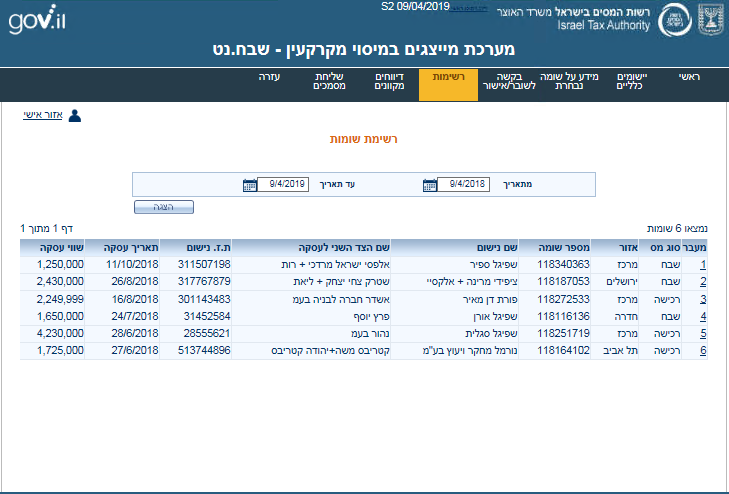 gov.il
S2 09/04/2019
רשות המסים בישראל משרד האוצר
Israel Tax Authority
מערכת מייצגים במיסוי מקרקעין - שבח.נט
ראשי
יישומים כלליים
מידע על שומה נבחרת
בקשה לשובר/אישור
רשימות
דיווחים מקוונים
שליחת מסמכים
עזרה
אזור אישי
רשימת שומות
מתאריך 9/4/2018 עד תאריך 9/4/2019
הצגה
נמצאו 6 שומות דף 1 מתוך 1
מעבר סוג מס אזור מספר שומה שם נישום שם הצד השני לעסקה ת.ז. נישום תאריך עסקה שווי עסקה
1 שבח מרכז 118340363 שפיגל ספיר אלפסי ישראל מרדכי + רות 311507198 11/10/2018 1,250,000
2 שבח ירושלים 118187053 ציפידי מרינה + אלקסיי שטרק צחי יצחק + ליאת 317767879 26/8/2018 2,430,000
3 רכישה מרכז 118272533 פורת דן מאיר אשדר חברה לבניה בעמ 301143483 16/8/2018 2,249,999
4 שבח חדרה 118116136 שפיגל אורן פרץ יוסף 31452584 24/7/2018 1,650,000
5 רכישה מרכז 118251719 שפיגל סגלית נהור בעמ 28555621 28/6/2018 4,230,000
6 רכישה תל אביב 118164102 נורמל מחקר ויעוץ בע"מ קטריבס משה+יהודה קטריבס 513744896 27/6/2018 1,725,000